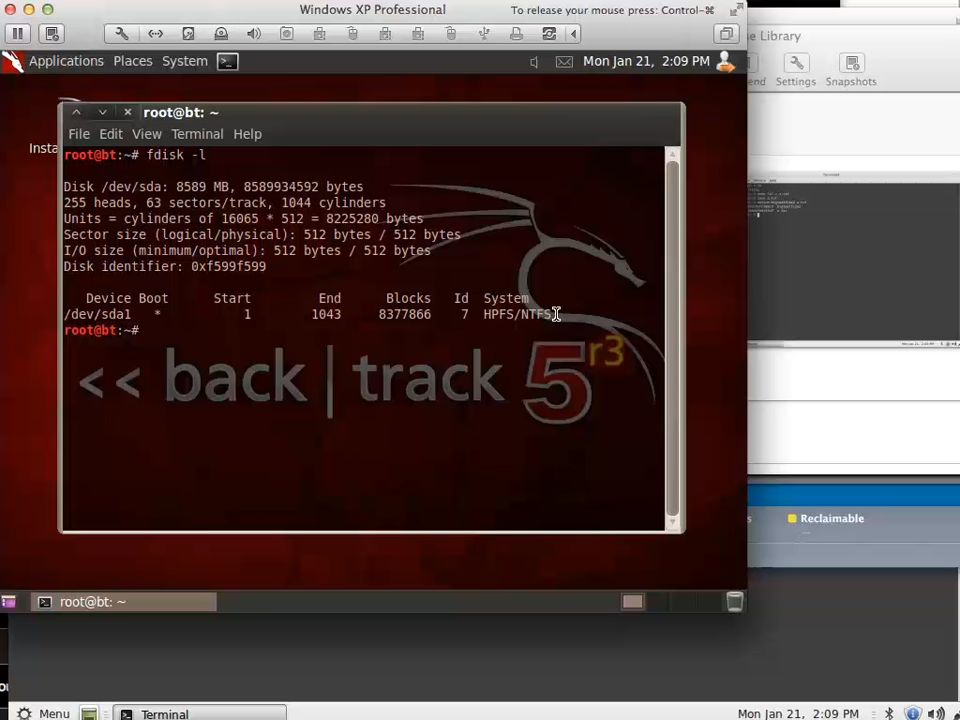 Windows XP Professional
To release your mouse press: Control-⌘
Library
Settings
Snapshots
Applications Places System
Mon Jan 21, 2:09 PM
root@bt: ~
File Edit View Terminal Help
Insta
root@bt:~# fdisk -l
Disk /dev/sda: 8589 MB, 8589934592 bytes
255 heads, 63 sectors/track, 1044 cylinders
Units = cylinders of 16065 * 512 = 8225280 bytes
Sector size (logical/physical): 512 bytes / 512 bytes
I/O size (minimum/optimal): 512 bytes / 512 bytes
Disk identifier: 0xf599f599
Device Boot Start End Blocks Id System
/dev/sda1 * 1 1043 8377866 7 HPFS/NTFS
root@bt:~#
<< back | track 5 r3
Reclaimable
root@bt: ~
Menu
Terminal
Mon Jan 21, 2:09 PM